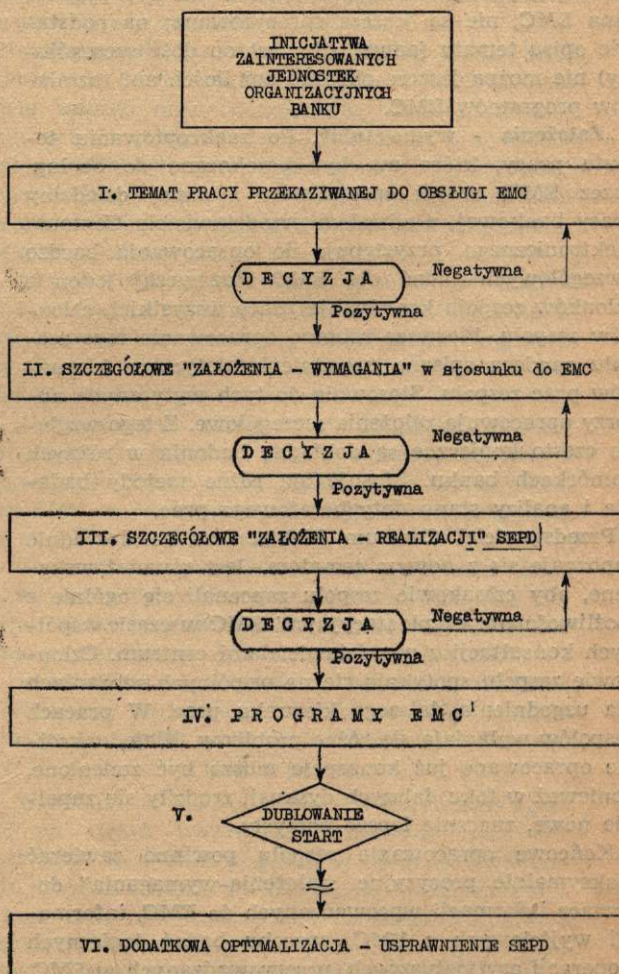 INICJATYWA
ZAINTERESOWANYCH
JEDNOSTEK
ORGANIZACYJNYCH
BANKU
I. TEMAT PRACY PRZEKAZYWANEJ DO OBSŁUGI EMC
DECYZJA
Negatywna
Pozytywna
II. SZCZEGÓŁOWE "ZAŁOŻENIA - WYMAGANIA" w stosunku do EMC
DECYZJA
Negatywna
Pozytywna
III. SZCZEGÓŁOWE "ZAŁOŻENIA - REALIZACJI" SEPD
DECYZJA
Negatywna
Pozytywna
IV. PROGRAMY EMC
V.
DUBLOWANIE
START
VI. DODATKOWA OPTYMALIZACJA - USPRAWNIENIE SEPD